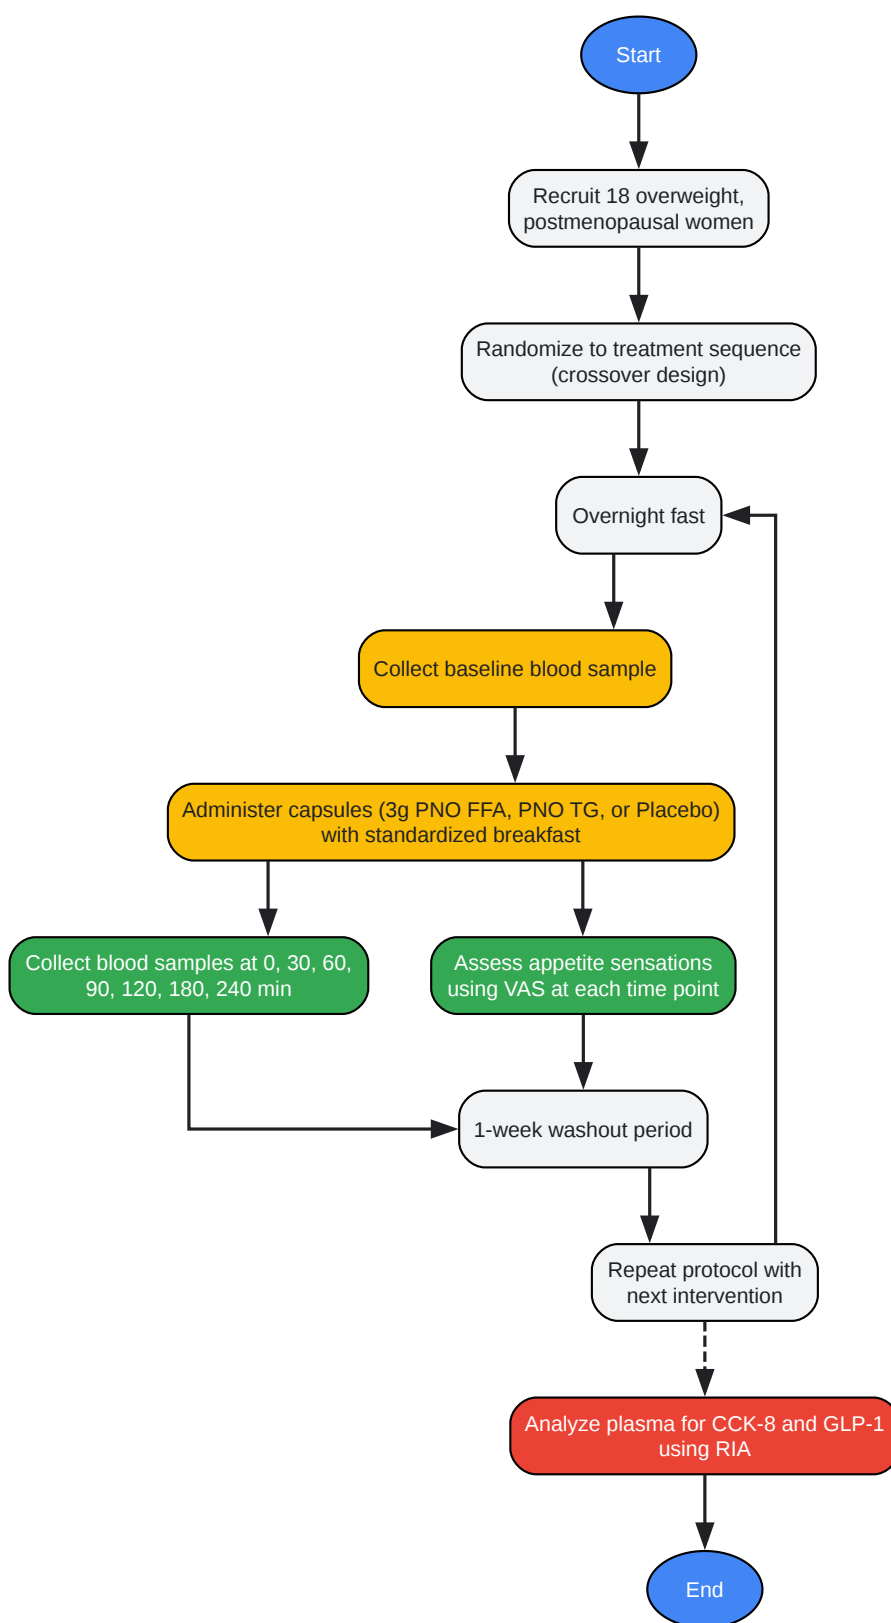 Start
Recruit 18 overweight,
postmenopausal women
Randomize to treatment sequence
(crossover design)
Overnight fast
Collect baseline blood sample
Administer capsules (3g PNO FFA, PNO TG, or Placebo)
with standardized breakfast
Collect blood samples at 0, 30, 60,
90, 120, 180, 240 min
Assess appetite sensations
using VAS at each time point
1-week washout period
Repeat protocol with
next intervention
Analyze plasma for CCK-8 and GLP-1
using RIA
End